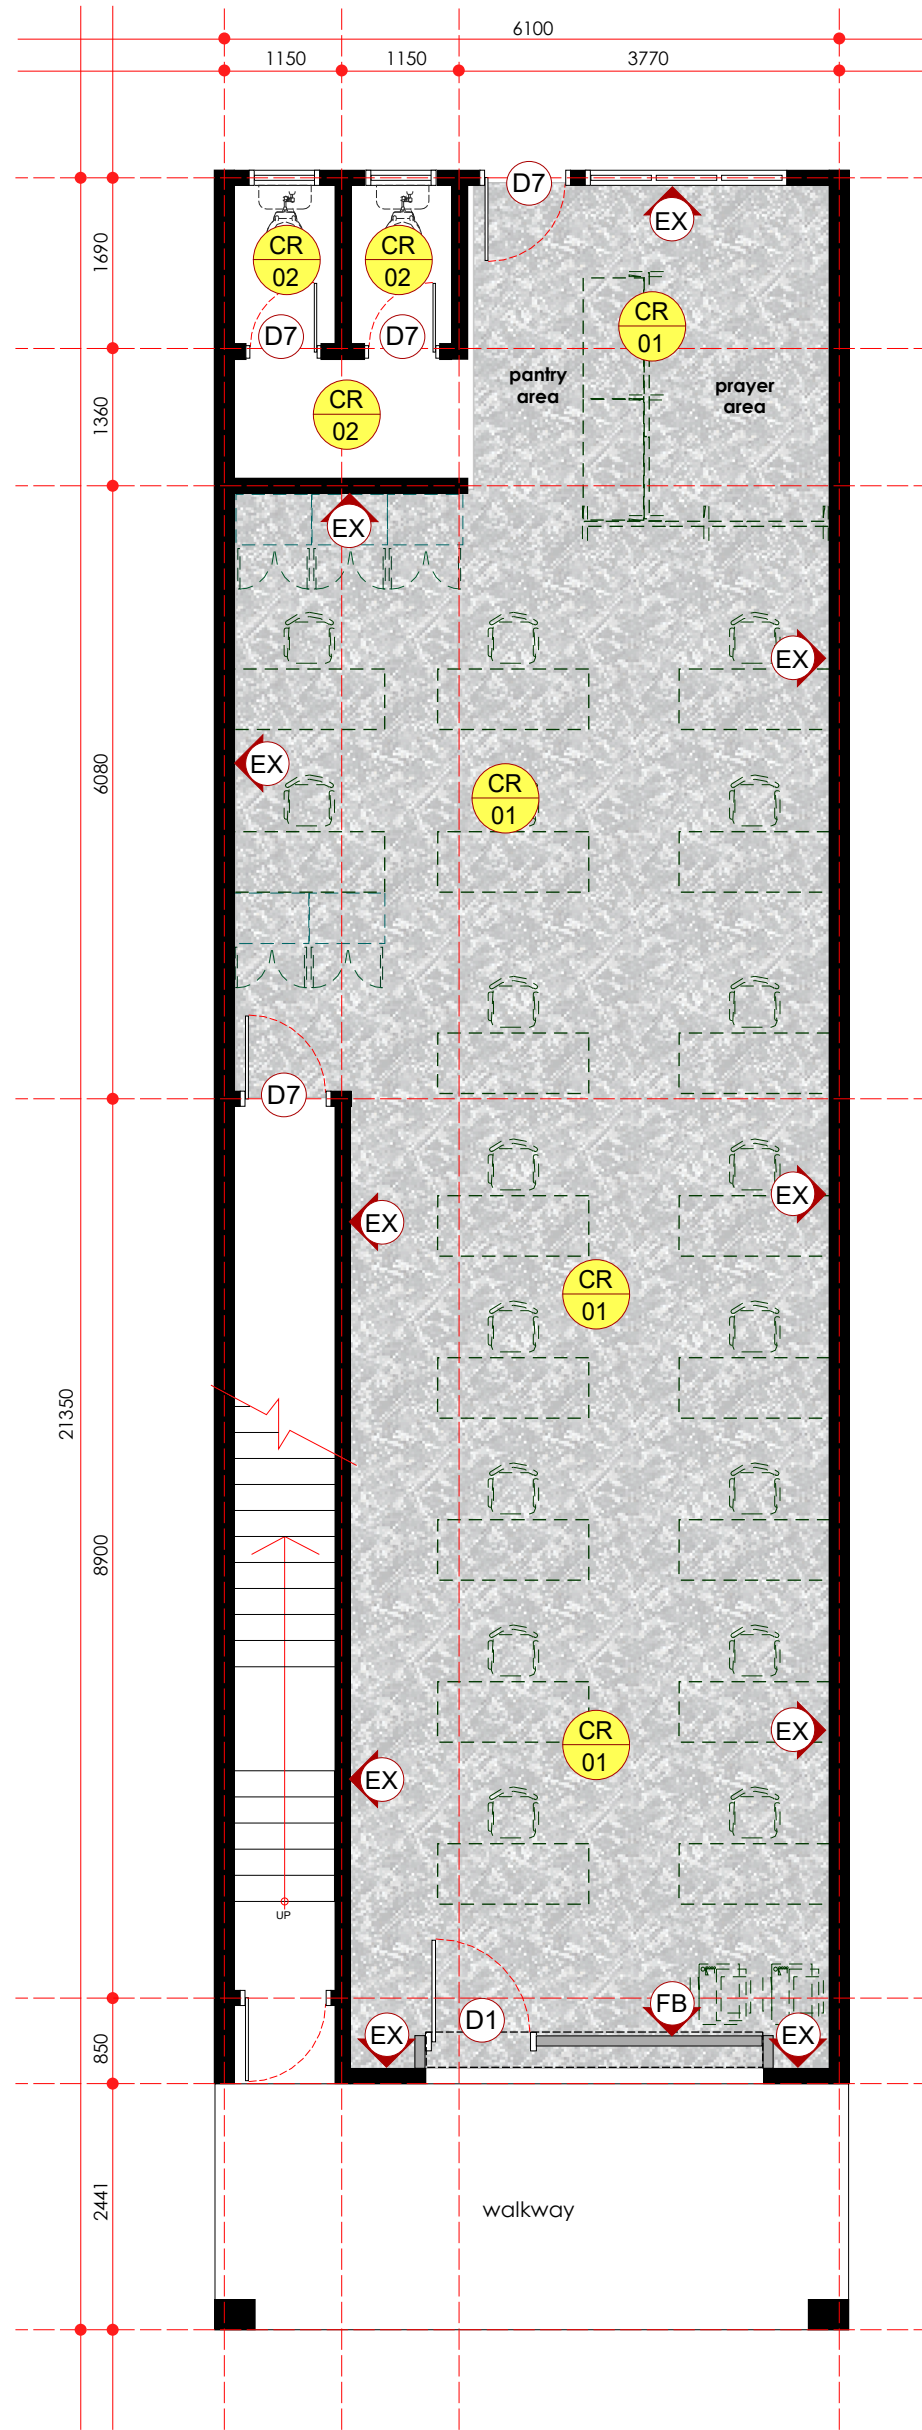 6100
1150
1150
3770
D7
EX
1690
CR
02
CR
02
CR
01
D7
D7
pantry
area
prayer
area
1360
CR
02
EX
EX
EX
6080
CR
01
D7
EX
EX
CR
01
21350
8900
CR
01
EX
EX
UP
FB
D1
EX
EX
850
2441
walkway